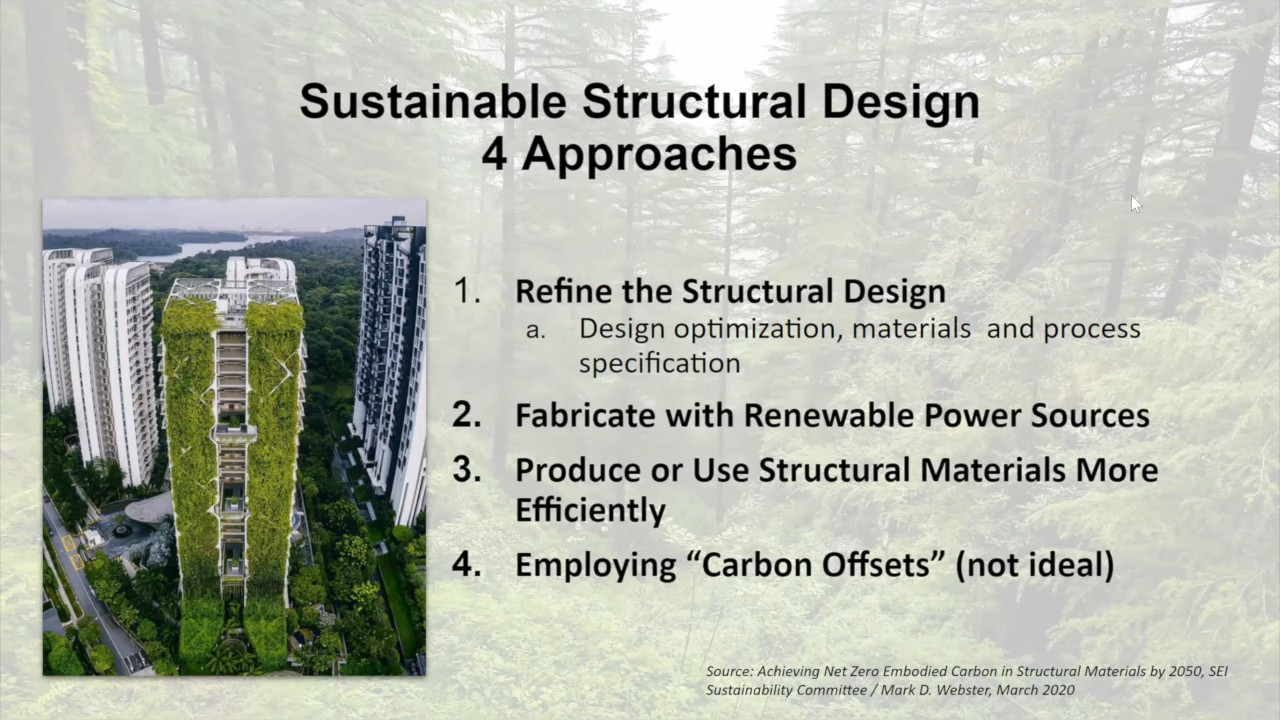 Sustainable Structural Design
4 Approaches
1. Refine the Structural Design
a. Design optimization, materials  and process
specification
2. Fabricate with Renewable Power Sources
3. Produce or Use Structural Materials More
Efficiently
4. Employing “Carbon Offsets” (not ideal)
Source: Achieving Net Zero Embodied Carbon in Structural Materials by 2050, SEI
Sustainability Committee / Mark D. Webster, March 2020